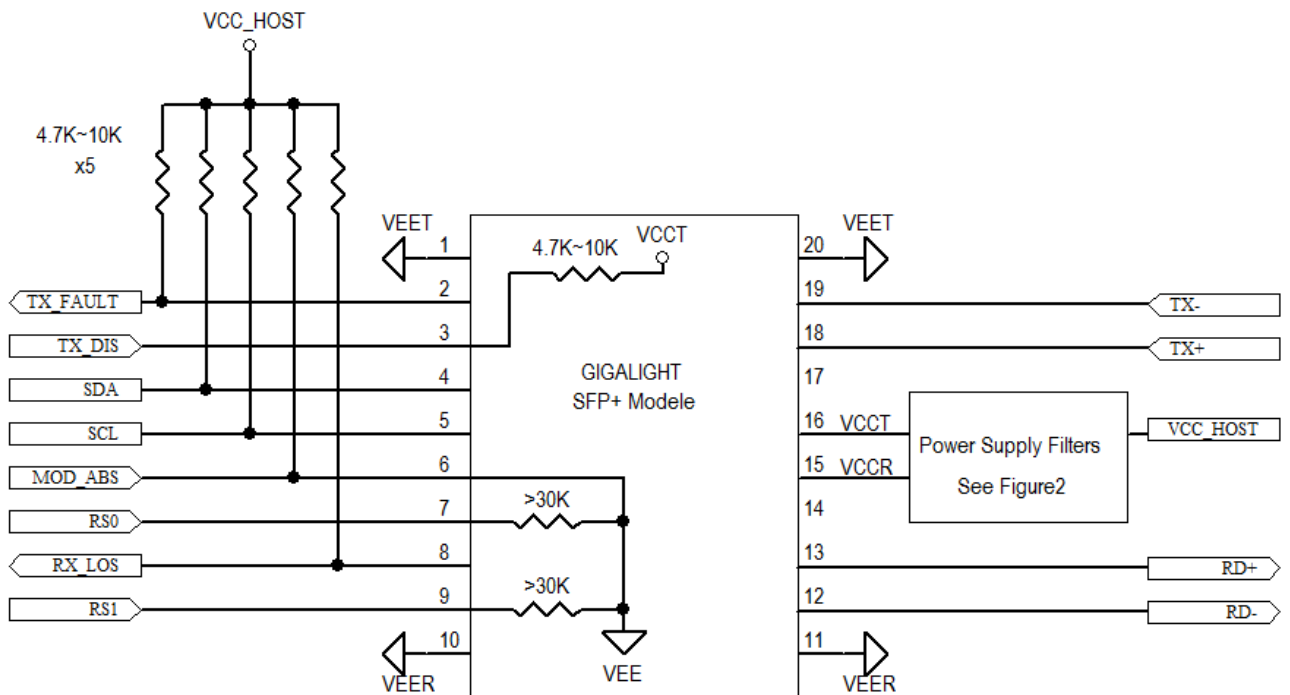 VCC_HOST
4.7K~10K
x5
VEET
1
4.7K~10K
VCCT
20
VEET
TX_FAULT
2
19
TX-
TX_DIS
3
18
TX+
SDA
4
GIGALIGHT
SFP+ Modele
17
SCL
5
16
VCCT
Power Supply Filters
See Figure2
VCC_HOST
MOD_ABS
6
15
VCCR
RS0
7
>30K
14
RX_LOS
8
13
RD+
RS1
9
>30K
12
RD-
10
VEER
VEE
11
VEER